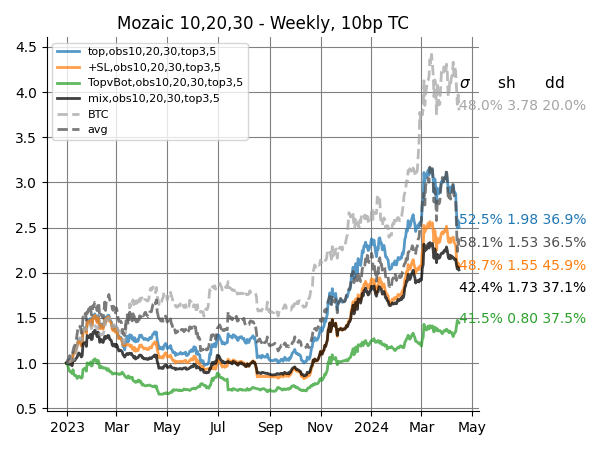 Mozaic 10,20,30 - Weekly, 10bp TC
4.5
4.0
3.5
3.0
2.5
2.0
1.5
1.0
0.5
top,obs10,20,30,top3,5
+SL,obs10,20,30,top3,5
TopvBot,obs10,20,30,top3,5
mix,obs10,20,30,top3,5
BTC
avg
σ sh dd
48.0% 3.78 20.0%
52.5% 1.98 36.9%
58.1% 1.53 36.5%
48.7% 1.55 45.9%
42.4% 1.73 37.1%
41.5% 0.80 37.5%
2023 Mar May Jul Sep Nov 2024 Mar May